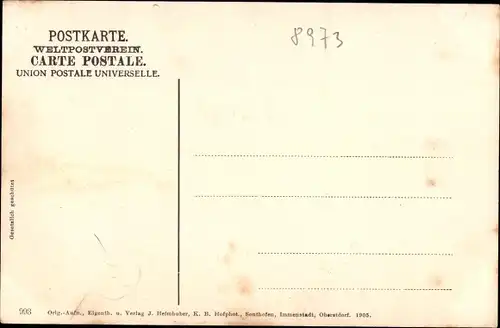 POSTKARTE.
WELTPOSTVEREIN.
CARTE POSTALE.
UNION POSTALE UNIVERSELLE.
8973
Gesetzlich geschützt
993 Orig.-Aufn., Eigenth. u. Verlag J. Heimhuber, K. B. Hofphot., Sonthofen, Immenstadt, Oberstdorf. 1905.